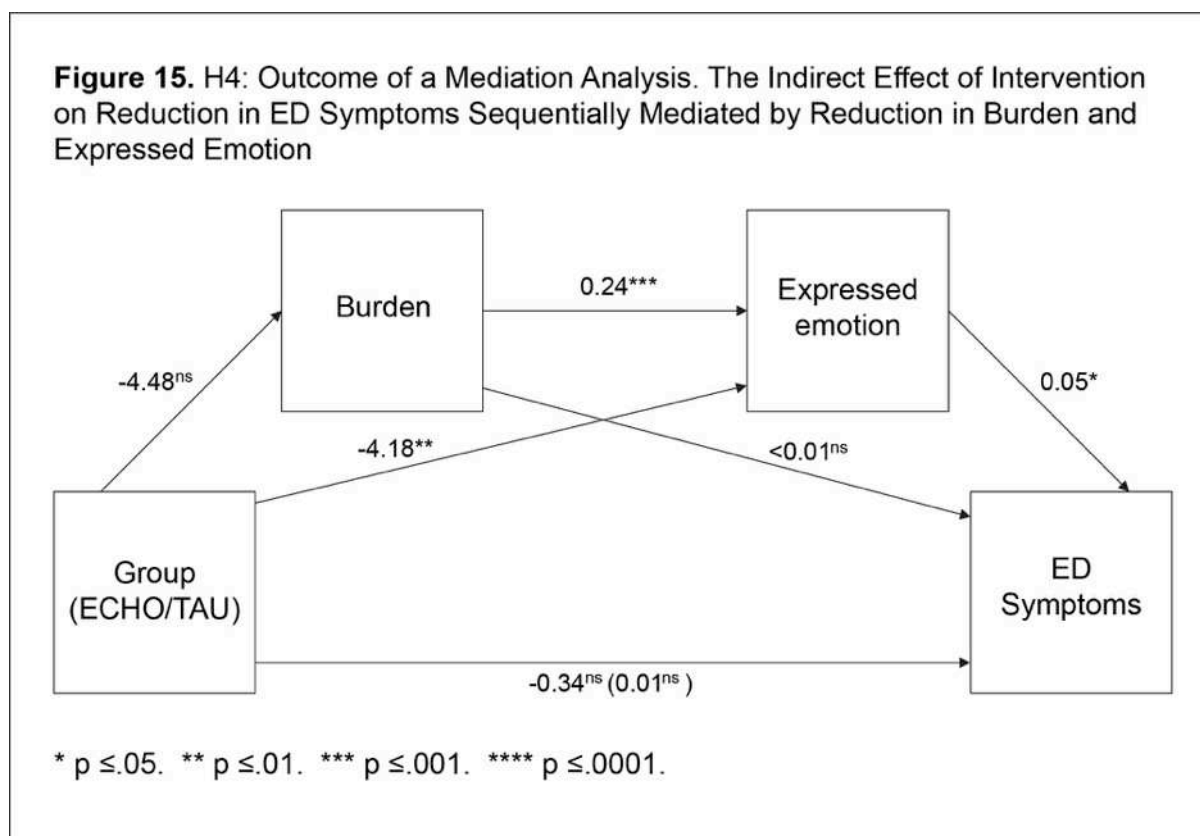 Figure 15. H4: Outcome of a Mediation Analysis. The Indirect Effect of Intervention
on Reduction in ED Symptoms Sequentially Mediated by Reduction in Burden and
Expressed Emotion
Burden
0.24***
Expressed
emotion
-4.48ns
0.05*
-4.18**
<0.01ns
Group
(ECHO/TAU)
ED
Symptoms
-0.34ns (0.01ns )
* p ≤.05. ** p ≤.01. *** p ≤.001. **** p ≤.0001.